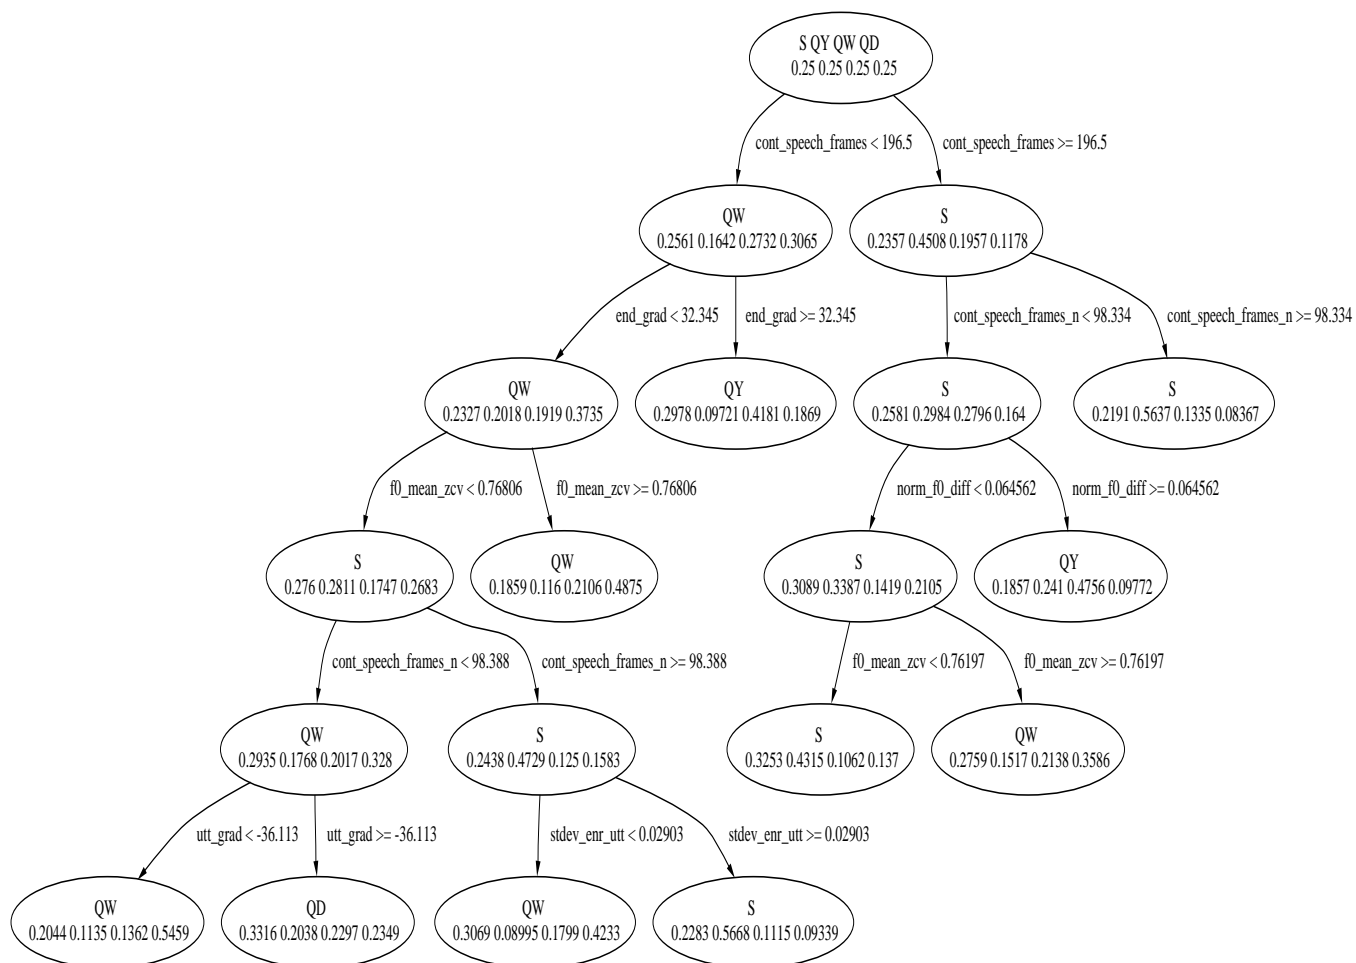 S QY QW QD
0.25 0.25 0.25 0.25
cont_speech_frames < 196.5
cont_speech_frames >= 196.5
QW
0.2561 0.1642 0.2732 0.3065
S
0.2357 0.4508 0.1957 0.1178
end_grad < 32.345
end_grad >= 32.345
cont_speech_frames_n < 98.334
cont_speech_frames_n >= 98.334
QW
0.2327 0.2018 0.1919 0.3735
QY
0.2978 0.09721 0.4181 0.1869
S
0.2581 0.2984 0.2796 0.164
S
0.2191 0.5637 0.1335 0.08367
f0_mean_zcv < 0.76806
f0_mean_zcv >= 0.76806
norm_f0_diff < 0.064562
norm_f0_diff >= 0.064562
S
0.276 0.2811 0.1747 0.2683
QW
0.1859 0.116 0.2106 0.4875
S
0.3089 0.3387 0.1419 0.2105
QY
0.1857 0.241 0.4756 0.09772
cont_speech_frames_n < 98.388
cont_speech_frames_n >= 98.388
f0_mean_zcv < 0.76197
f0_mean_zcv >= 0.76197
QW
0.2935 0.1768 0.2017 0.328
S
0.2438 0.4729 0.125 0.1583
S
0.3253 0.4315 0.1062 0.137
QW
0.2759 0.1517 0.2138 0.3586
utt_grad < -36.113
utt_grad >= -36.113
stdev_enr_utt < 0.02903
stdev_enr_utt >= 0.02903
QW
0.2044 0.1135 0.1362 0.5459
QD
0.3316 0.2038 0.2297 0.2349
QW
0.3069 0.08995 0.1799 0.4233
S
0.2283 0.5668 0.1115 0.09339